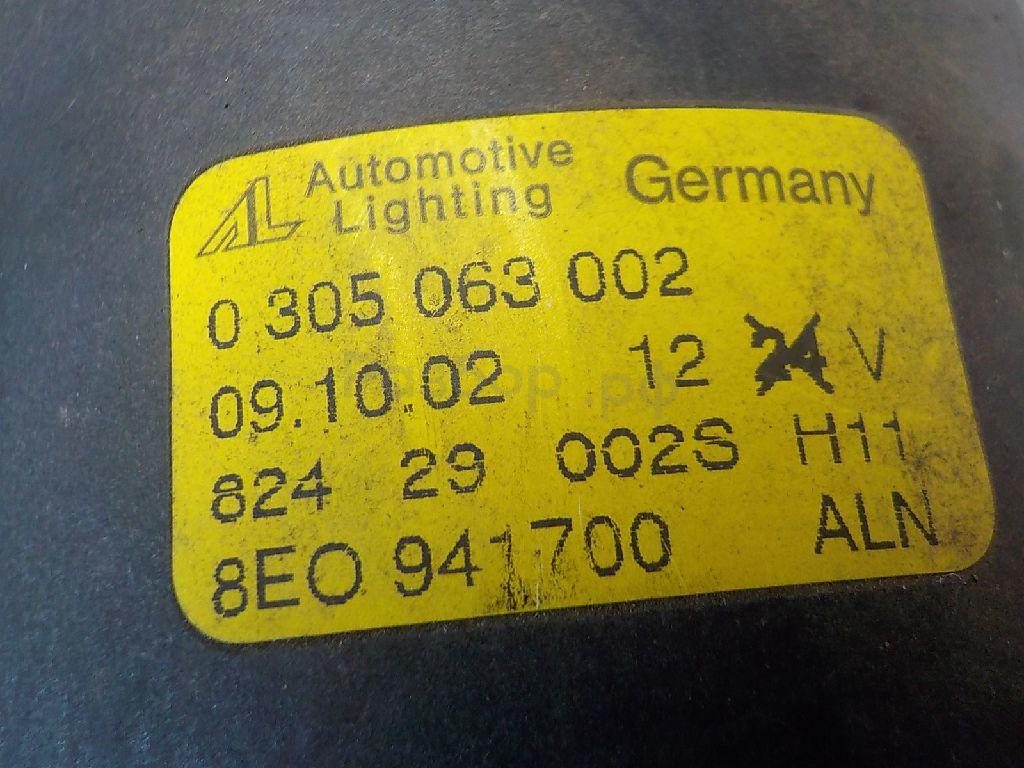 AL Automotive Lighting Germany
0 305 063 002
09.10.02 12 24 V
824 29 002S H11
8EO 941700 ALN